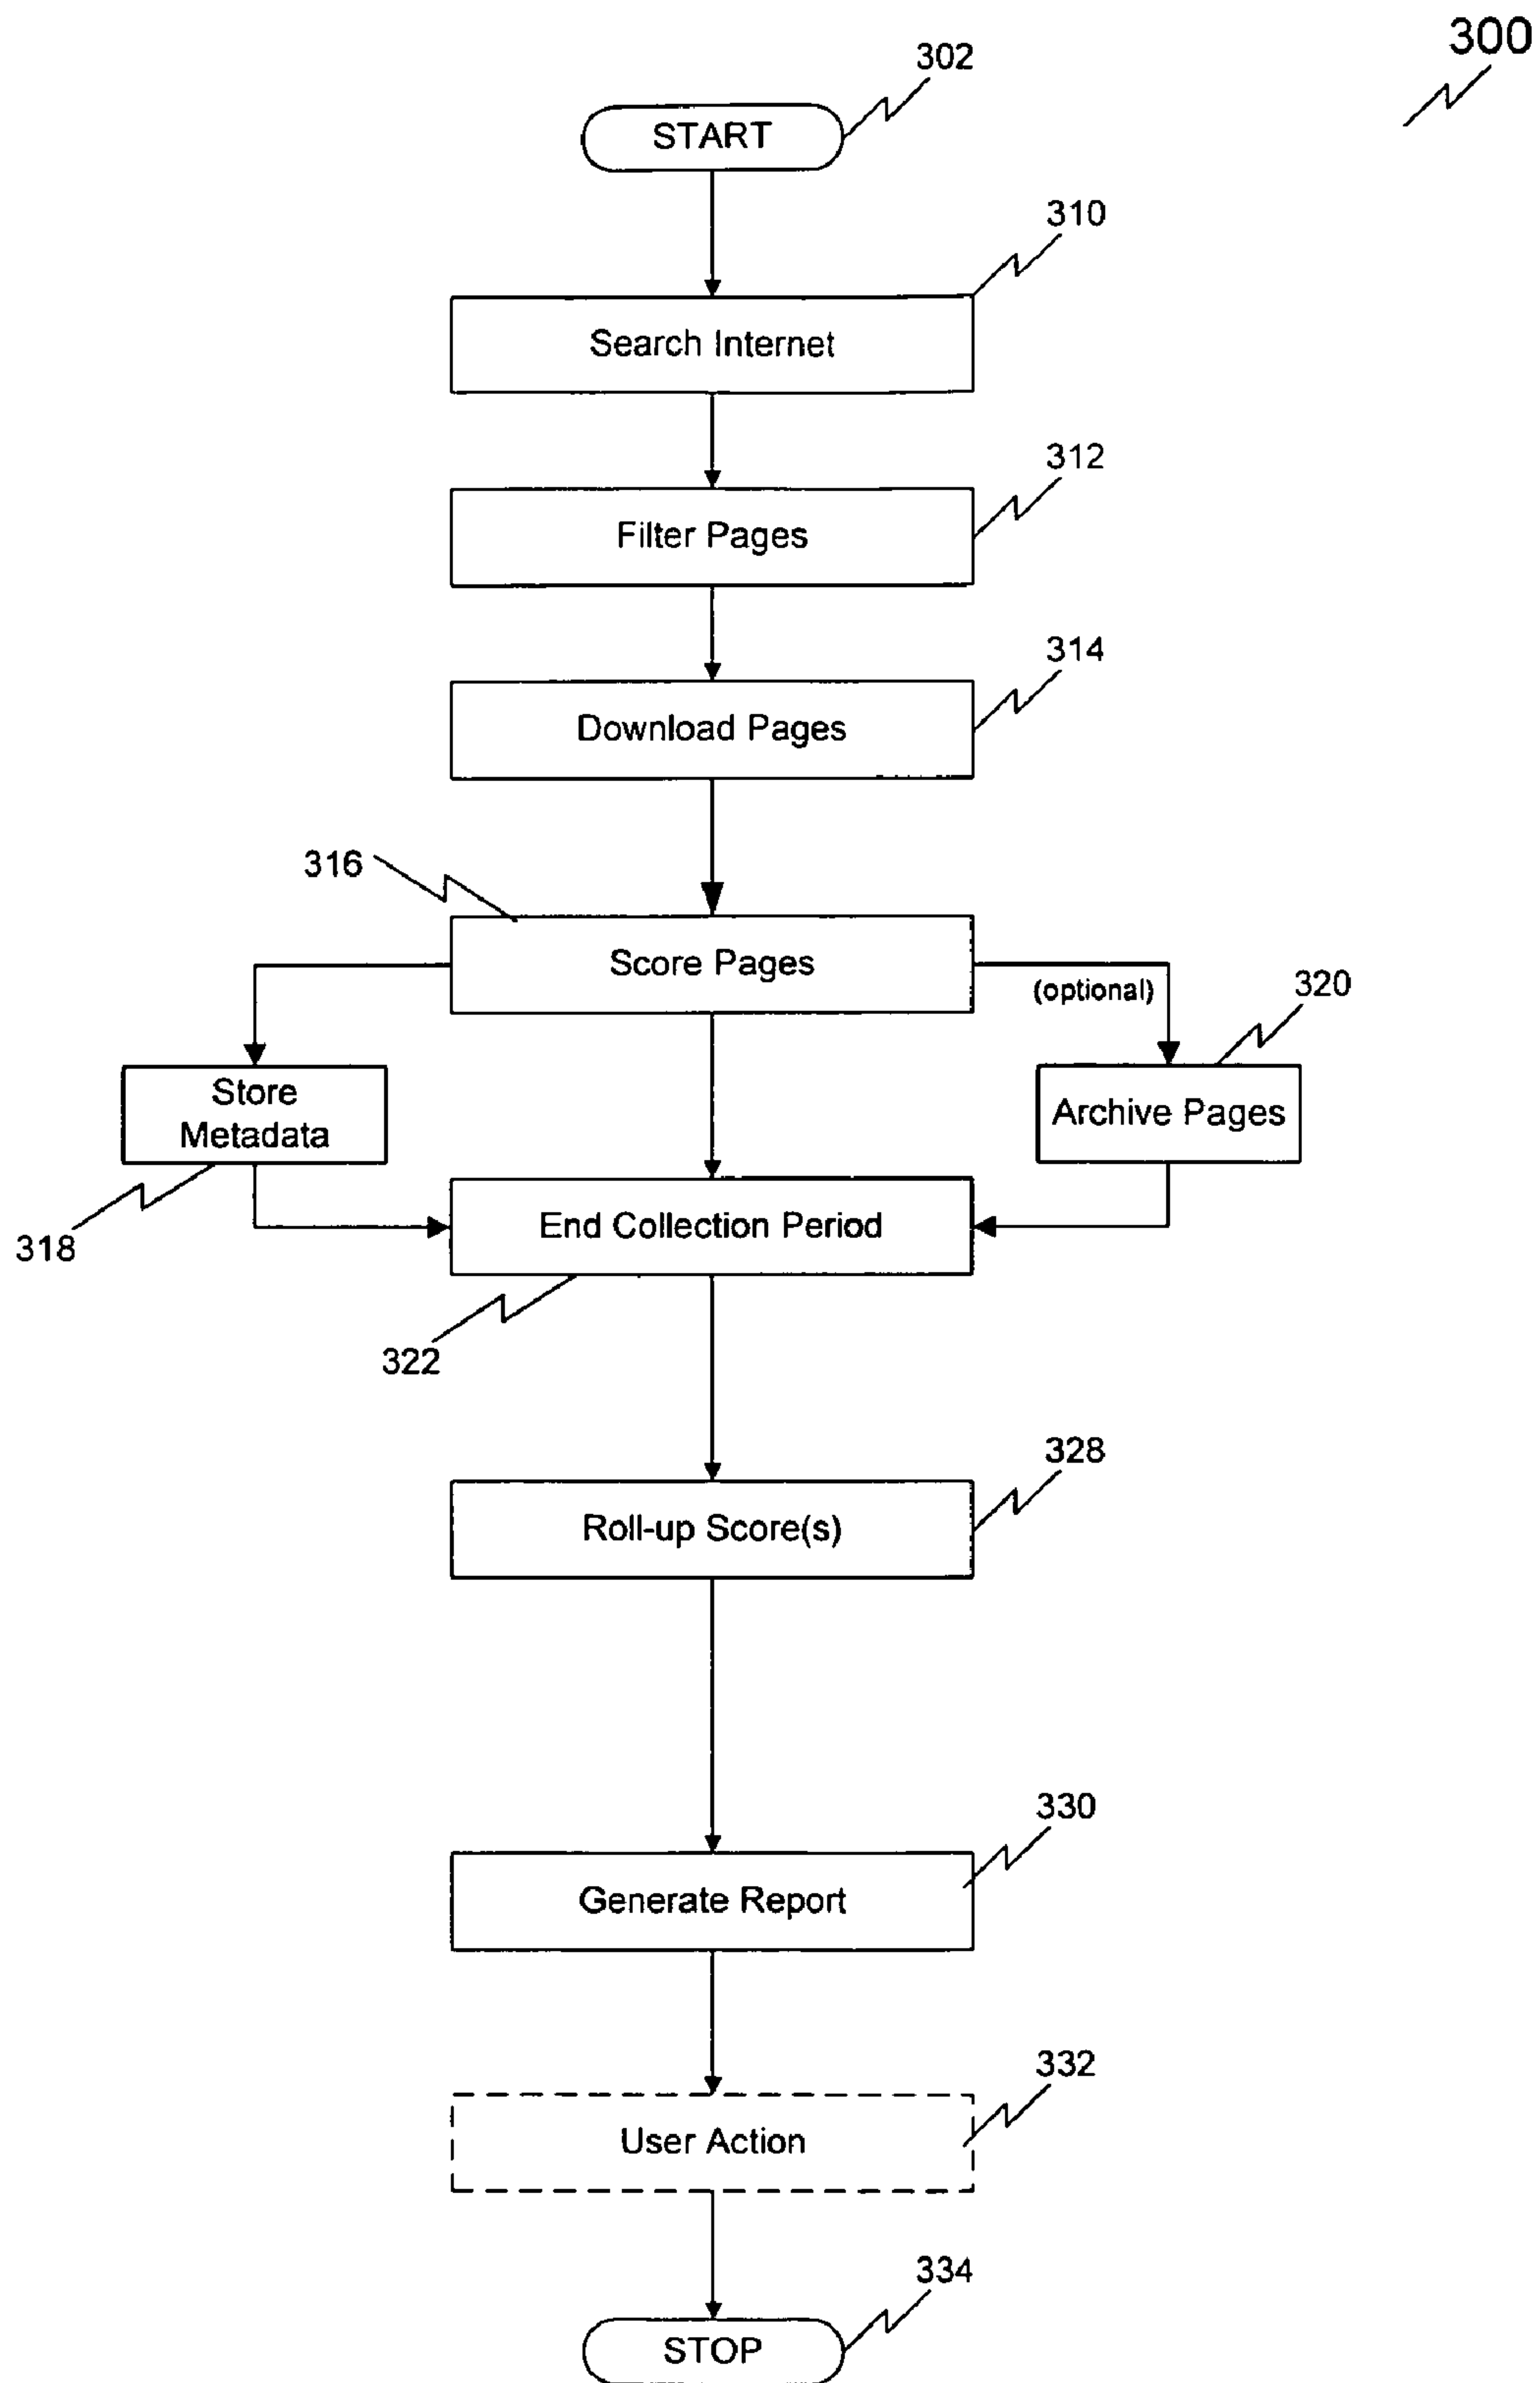 300
302
START
310
Search Internet
312
Filter Pages
314
Download Pages
316
Score Pages
(optional)
320
Store
Metadata
Archive Pages
318
End Collection Period
322
328
Roll-up Score(s)
330
Generate Report
332
User Action
334
STOP